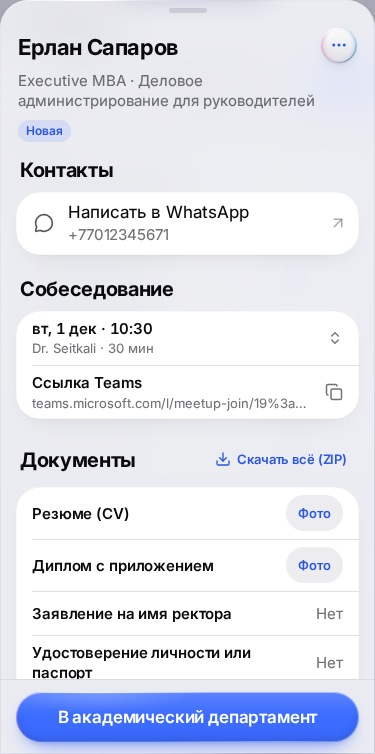 Ерлан Сапаров
Executive MBA · Деловое
администрирование для руководителей
Новая
Контакты
Написать в WhatsApp
+77012345671
Собеседование
вт, 1 дек · 10:30
Dr. Seitkali · 30 мин
Ссылка Teams
teams.microsoft.com/l/meetup-join/19%3a...
Документы
Скачать всё (ZIP)
Резюме (CV)
Фото
Диплом с приложением
Фото
Заявление на имя ректора
Нет
Удостоверение личности или
паспорт
Нет
В академический департамент